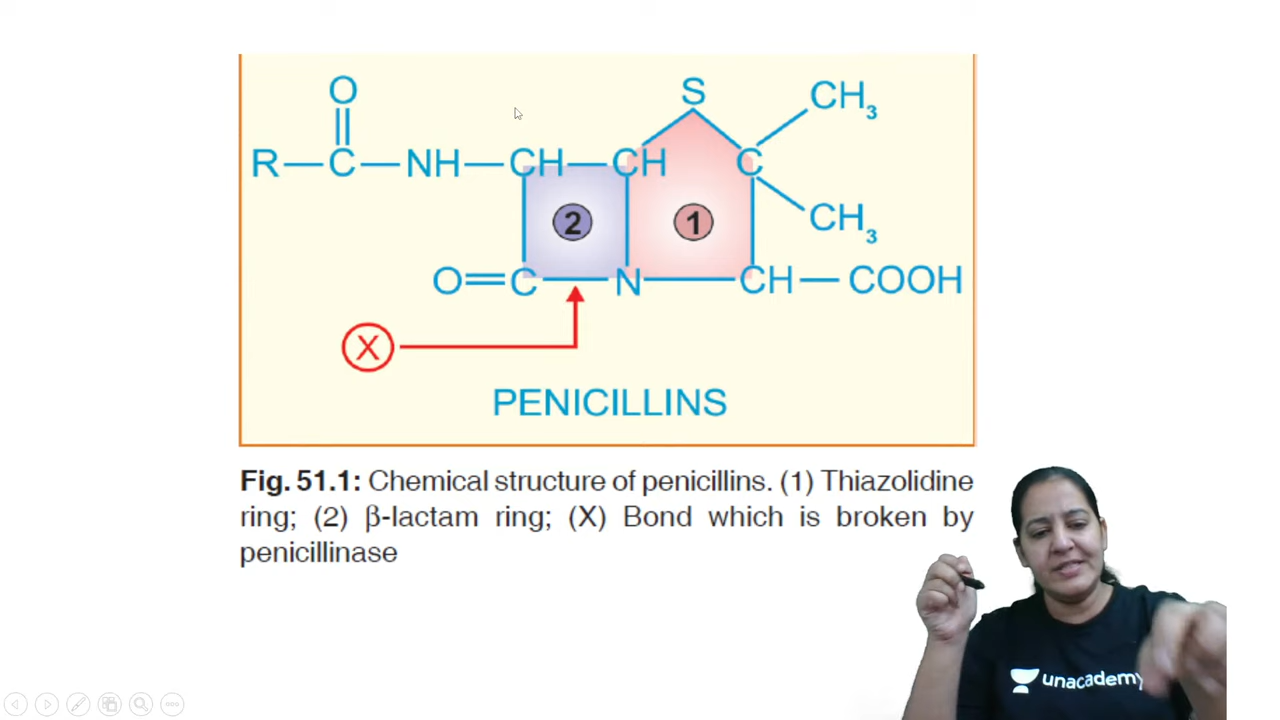 O
S
CH3
R—C—NH—CH—CH
C
2
1
CH3
O=C
N
CH—COOH
X
PENICILLINS
Fig. 51.1: Chemical structure of penicillins. (1) Thiazolidine
ring; (2) β-lactam ring; (X) Bond which is broken by
penicillinase
unacademy